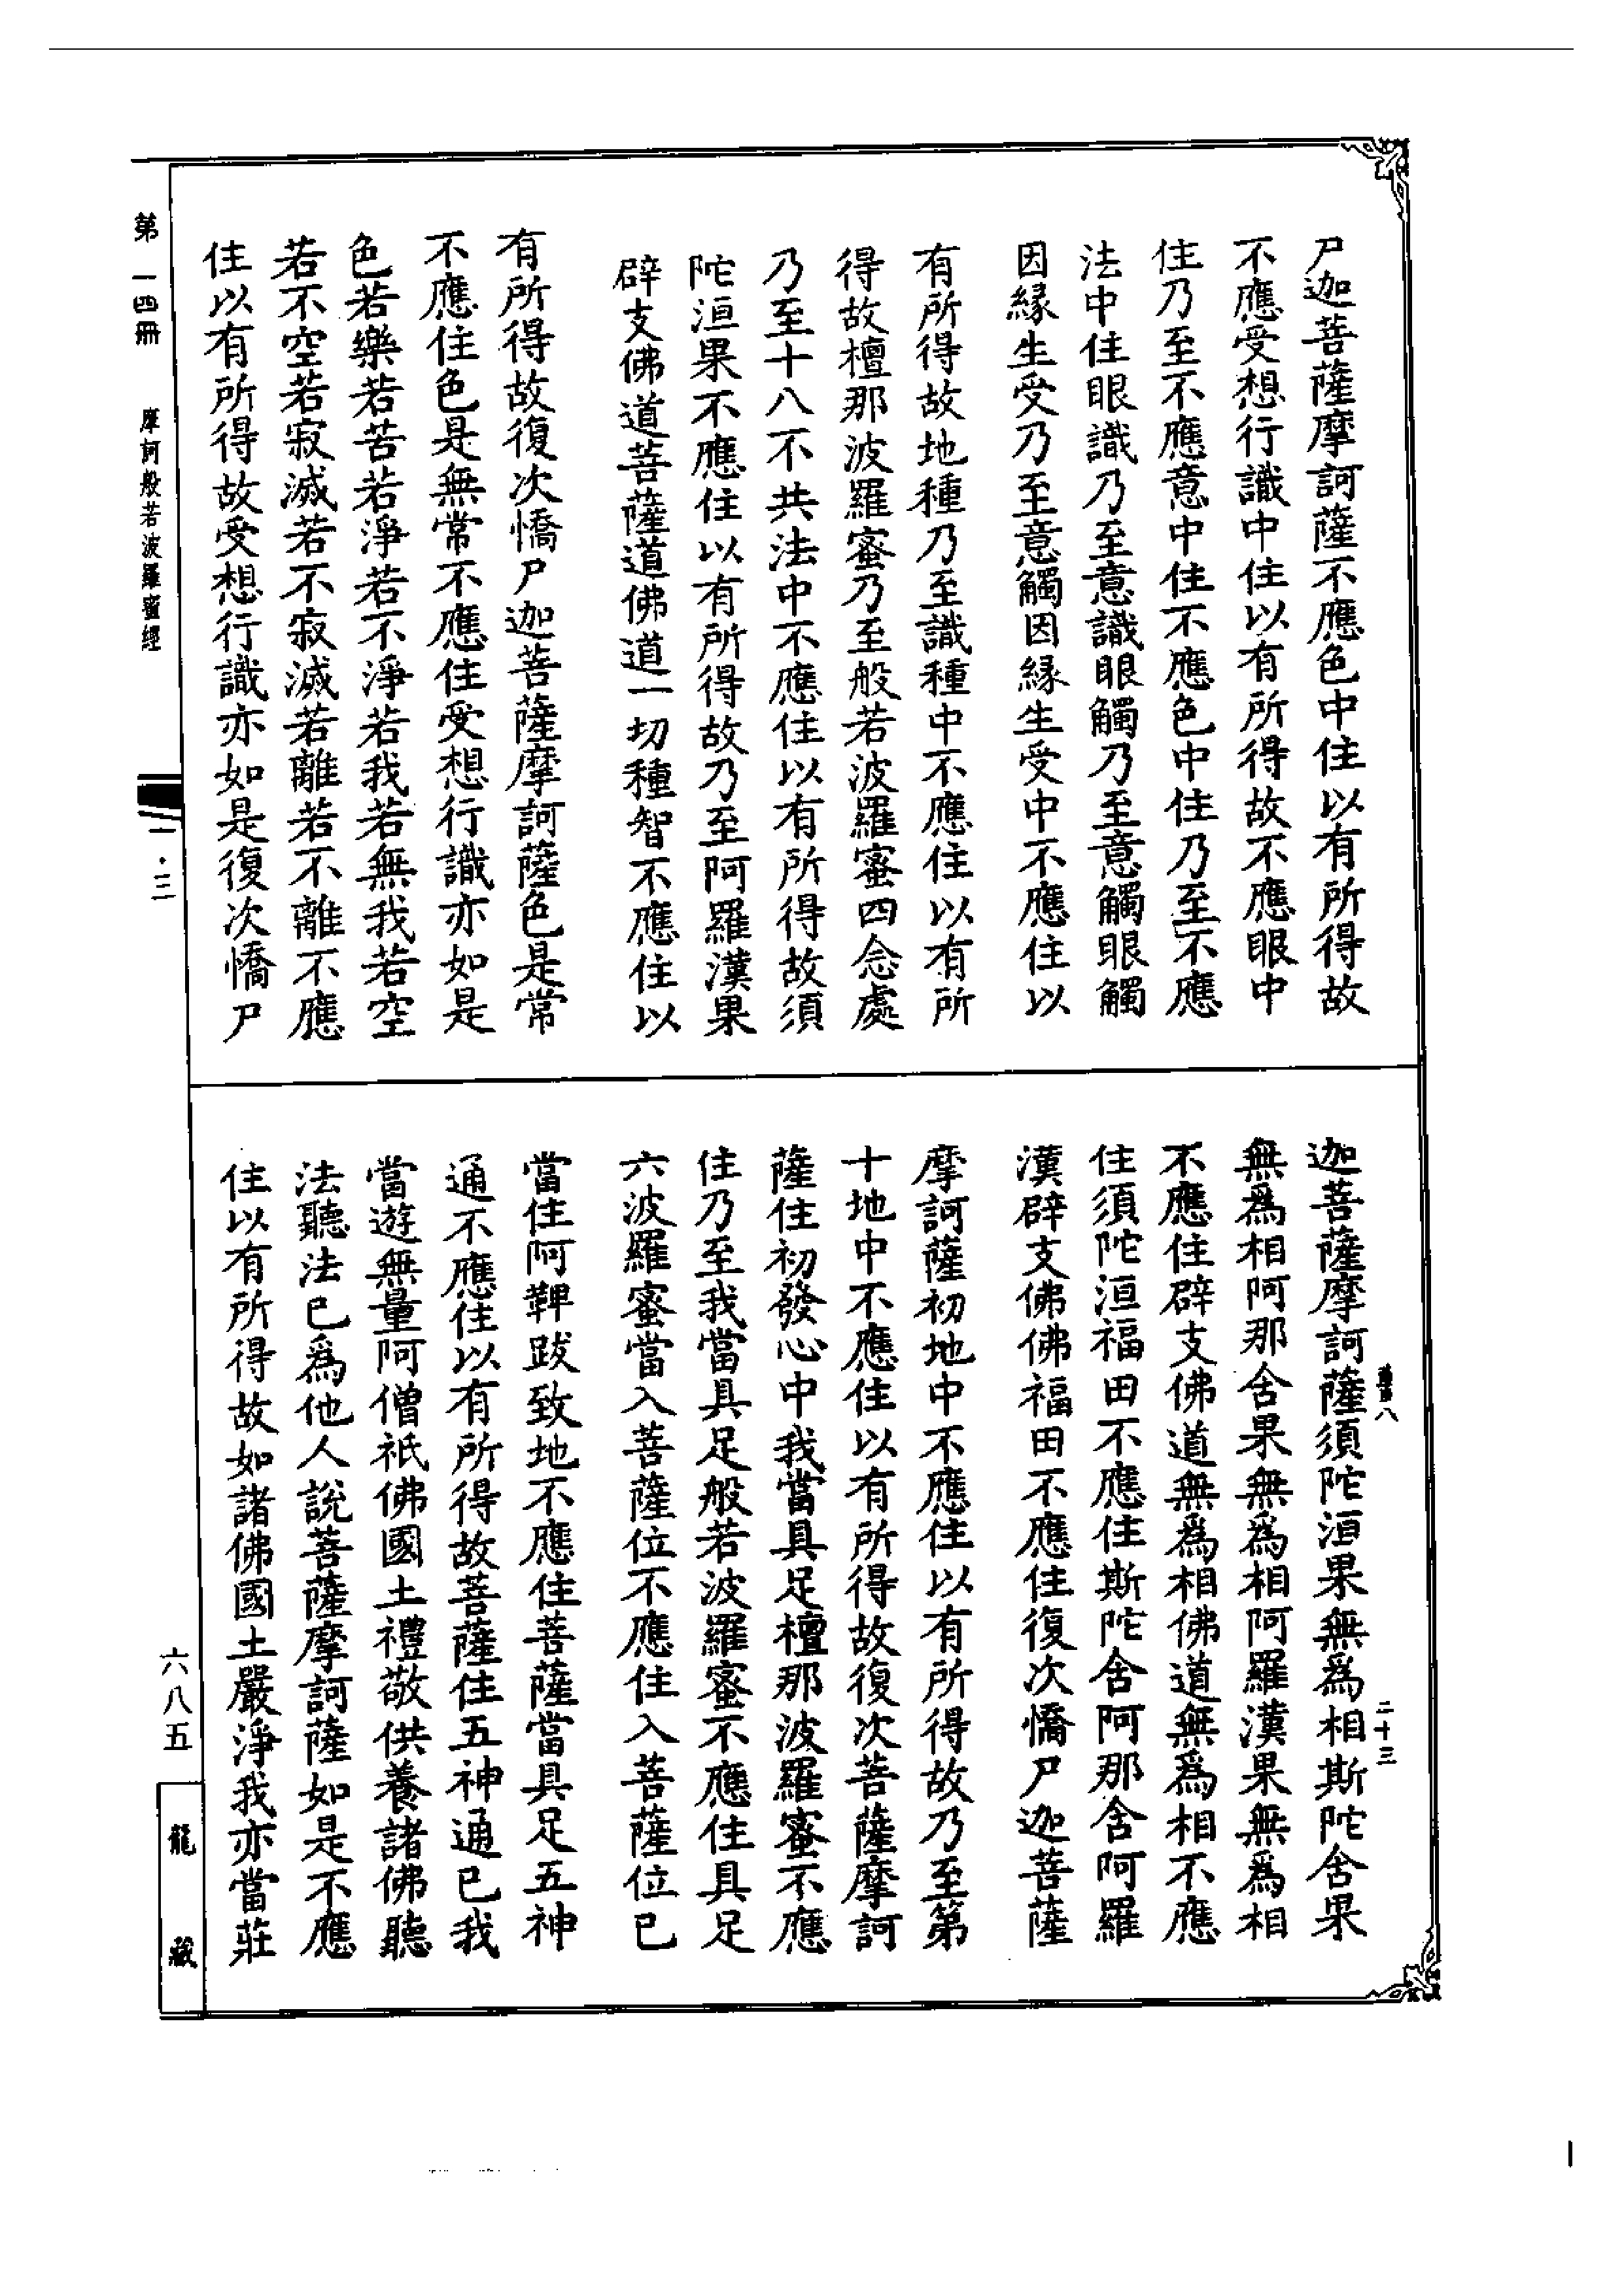 尸迦菩薩摩訶薩不應色中住以有所得故
不應受想行識中住以有所得故不應眼中
住乃至不應意中住不應色中住乃至不應
法中住眼識乃至意識眼觸乃至意觸眼觸
因緣生受乃至意觸因緣生受中不應住以
有所得故地種乃至識種中不應住以有所
得故檀那波羅蜜乃至般若波羅蜜四念處
乃至十八不共法中不應住以有所得故須
陀洹果不應住以有所得故乃至阿羅漢果
辟支佛道菩薩道佛道一切種智不應住以
有所得故復次憍尸迦菩薩摩訶薩色是常
不應住色是無常不應住受想行識亦如是
色若樂若苦若淨若不淨若我若無我若空
若不空若寂滅若不寂滅若離若不離不應
住以有所得故受想行識亦如是復次憍尸
迦菩薩摩訶薩須陀洹果無爲相斯陀含果
無爲相阿那含果無爲相阿羅漢果無爲相
不應住辟支佛道無爲相佛道無爲相不應
住須陀洹福田不應住斯陀含阿那含阿羅
漢辟支佛佛福田不應住復次憍尸迦菩薩
摩訶薩初地中不應住以有所得故乃至第
十地中不應住以有所得故復次菩薩摩訶
薩住初發心中我當具足檀那波羅蜜不應
住乃至我當具足般若波羅蜜不應住具足
六波羅蜜當入菩薩位不應住入菩薩位已
當住阿鞞跋致地不應住菩薩當具足五神
通不應住以有所得故菩薩住五神通已我
當遊無量阿僧祇佛國土禮敬供養諸佛聽
法聽法已爲他人說菩薩摩訶薩如是不應
住以有所得故如諸佛國土嚴淨我亦當莊
八
二十三
第一四冊
摩訶般若波羅蜜經
一·三
六八五
龍藏